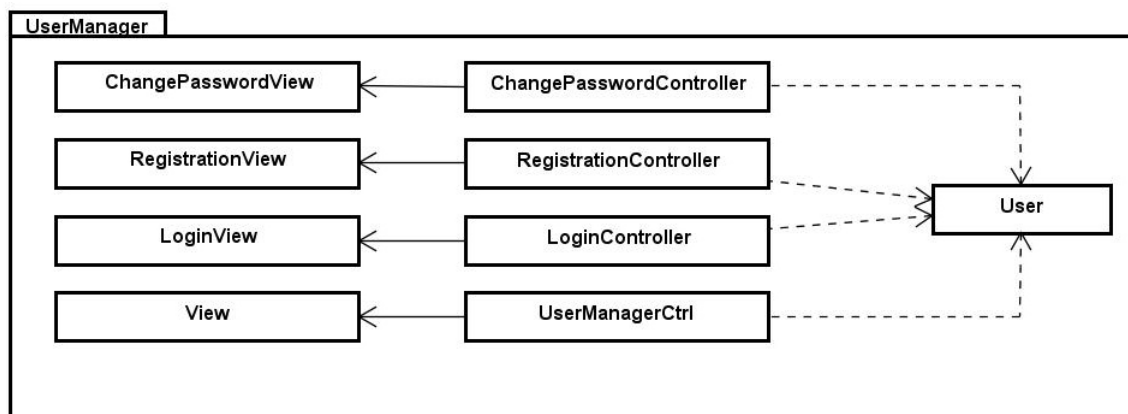 UserManager
ChangePasswordView
ChangePasswordController
RegistrationView
RegistrationController
User
LoginView
LoginController
View
UserManagerCtrl